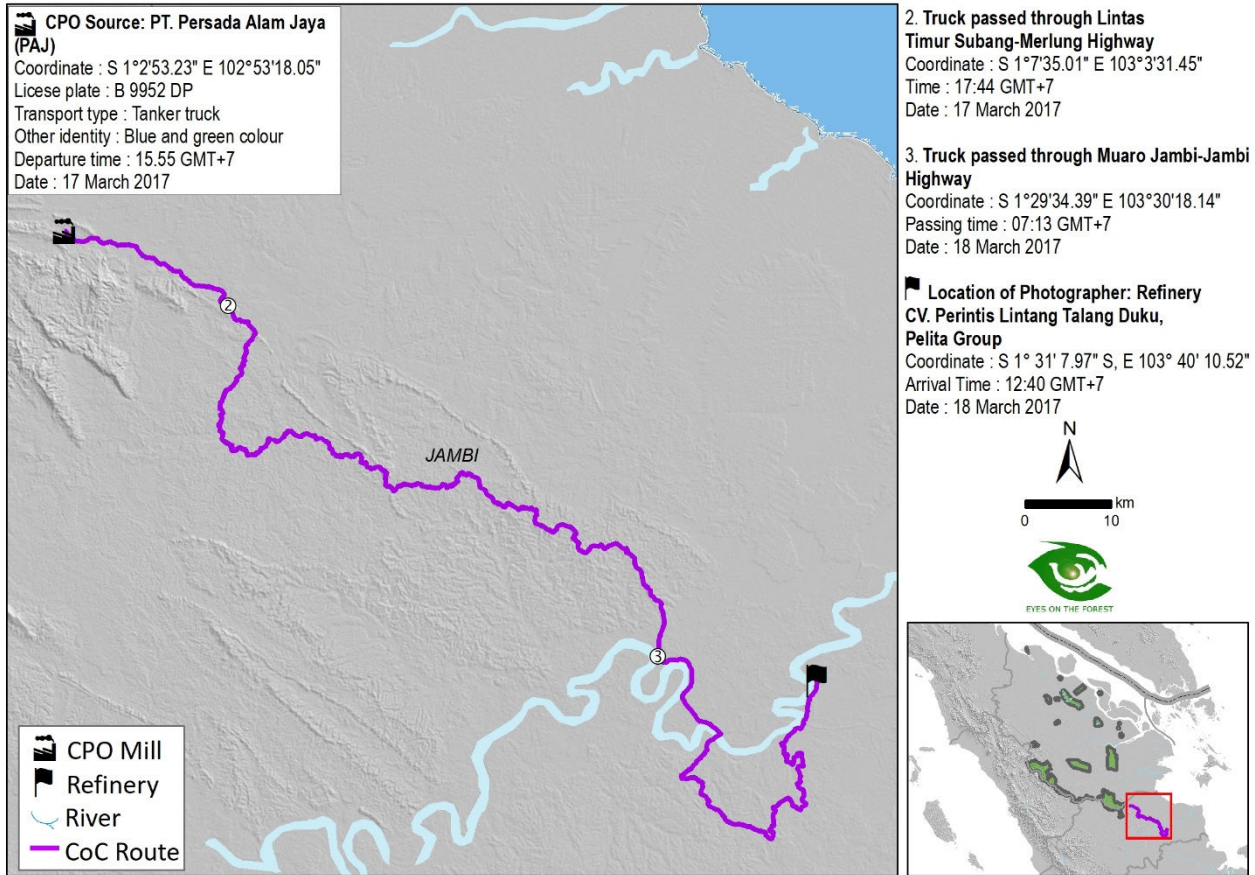 CPO Source: PT. Persada Alam Jaya
(PAJ)
Coordinate : S 1°2'53.23" E 102°53'18.05"
Licese plate : B 9952 DP
Transport type : Tanker truck
Other identity : Blue and green colour
Departure time : 15.55 GMT+7
Date : 17 March 2017
2
JAMBI
3
CPO Mill
Refinery
River
CoC Route
2. Truck passed through Lintas
Timur Subang-Merlung Highway
Coordinate : S 1°7'35.01" E 103°3'31.45"
Time : 17:44 GMT+7
Date : 17 March 2017
3. Truck passed through Muaro Jambi-Jambi
Highway
Coordinate : S 1°29'34.39" E 103°30'18.14"
Passing time : 07:13 GMT+7
Date : 18 March 2017
Location of Photographer: Refinery
CV. Perintis Lintang Talang Duku,
Pelita Group
Coordinate : S 1° 31' 7.97" S, E 103° 40' 10.52"
Arrival Time : 12:40 GMT+7
Date : 18 March 2017
N
km
0 10
EYES ON THE FOREST